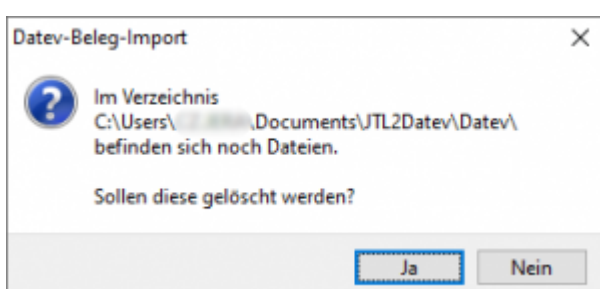 Datev-Beleg-Import
Im Verzeichnis
C:\Users\ \Documents\JTL2Datev\Datev\
befinden sich noch Dateien.
Sollen diese gelöscht werden?
Ja
Nein